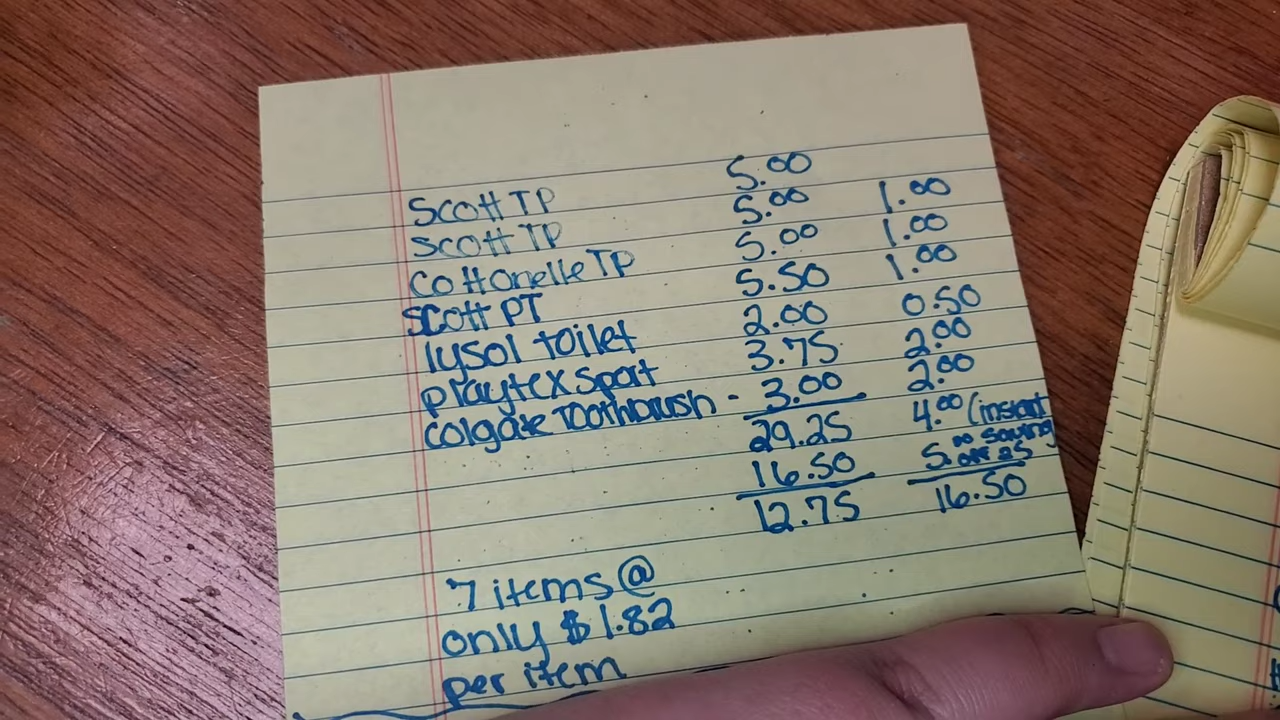 Scott TP 5.00
Scott TP 5.00 1.00
Cottonelle TP 5.00 1.00
Scott PT 5.50 1.00
lysol toilet 2.00 0.50
playtex sport 3.75 2.00
colgate Toothbrush - 3.00 2.00
29.25 4.00 (instant
saving
16.50 5.00 off 25
12.75 16.50
7 items @
only $1.82
per item